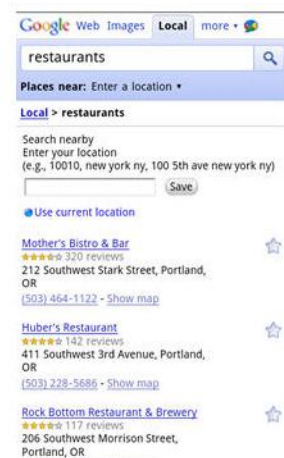 Google Web Images Local more ▾
restaurants
Places near: Enter a location ▾
Local > restaurants
Search nearby
Enter your location
(e.g., 10010, new york ny, 100 5th ave new york ny)
Save
Use current location
Mother's Bistro & Bar
320 reviews
212 Southwest Stark Street, Portland,
OR
(503) 464-1122 - Show map
Huber's Restaurant
142 reviews
411 Southwest 3rd Avenue, Portland,
OR
(503) 228-5686 - Show map
Rock Bottom Restaurant & Brewery
117 reviews
206 Southwest Morrison Street,
Portland, OR